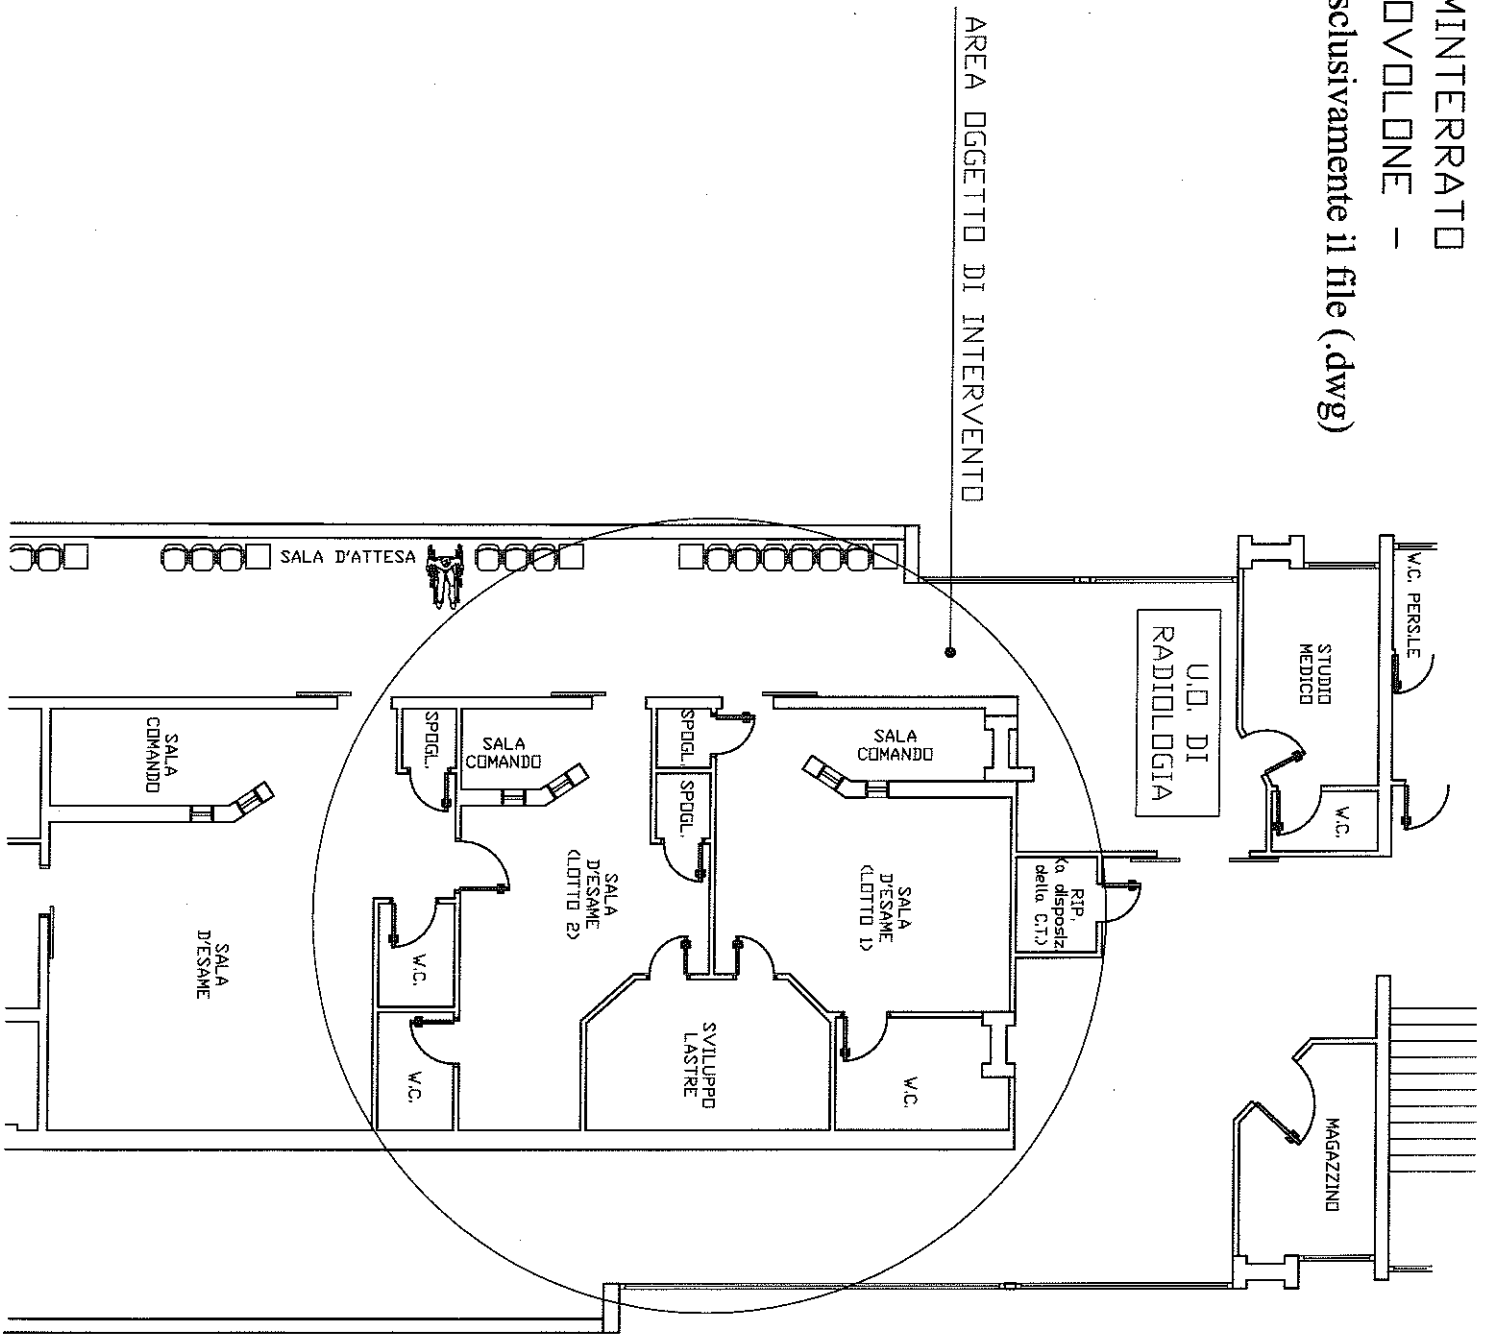 MINTERRATO
OVOLONE -
sclusivamente il file (.dwg)
AREA OGGETTO DI INTERVENTO
W.C. PERS.LE
STUDIO
MEDICO
W.C.
U.O. DI
RADIOLOGIA
SALA D'ATTESA
SALA
COMANDO
SPOGL.
SALA
COMANDO
SPOGL.
SPOGL.
SALA
COMANDO
RIP.
(a disposiz.
della C.T.)
SALA
D'ESAME
(LOTTO 1)
SALA
D'ESAME
(LOTTO 2)
SALA
D'ESAME
W.C.
W.C.
SVILUPPO
LASTRE
W.C.
MAGAZZINO